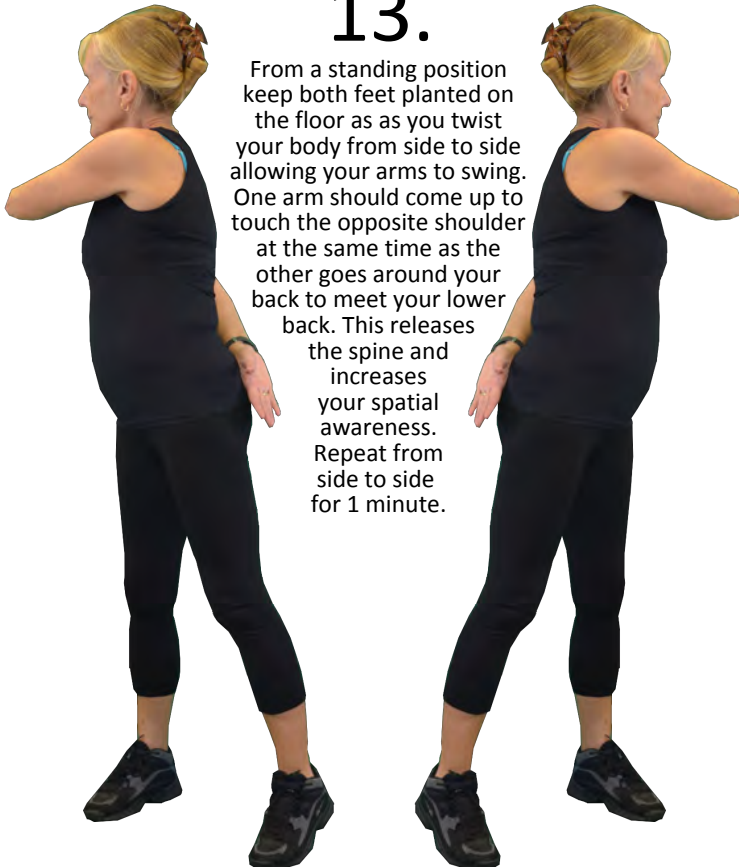 13.
From a standing position
keep both feet planted on
the floor as as you twist
your body from side to side
allowing your arms to swing.
One arm should come up to
touch the opposite shoulder
at the same time as the
other goes around your
back to meet your lower
back. This releases
the spine and
increases
your spatial
awareness.
Repeat from
side to side
for 1 minute.